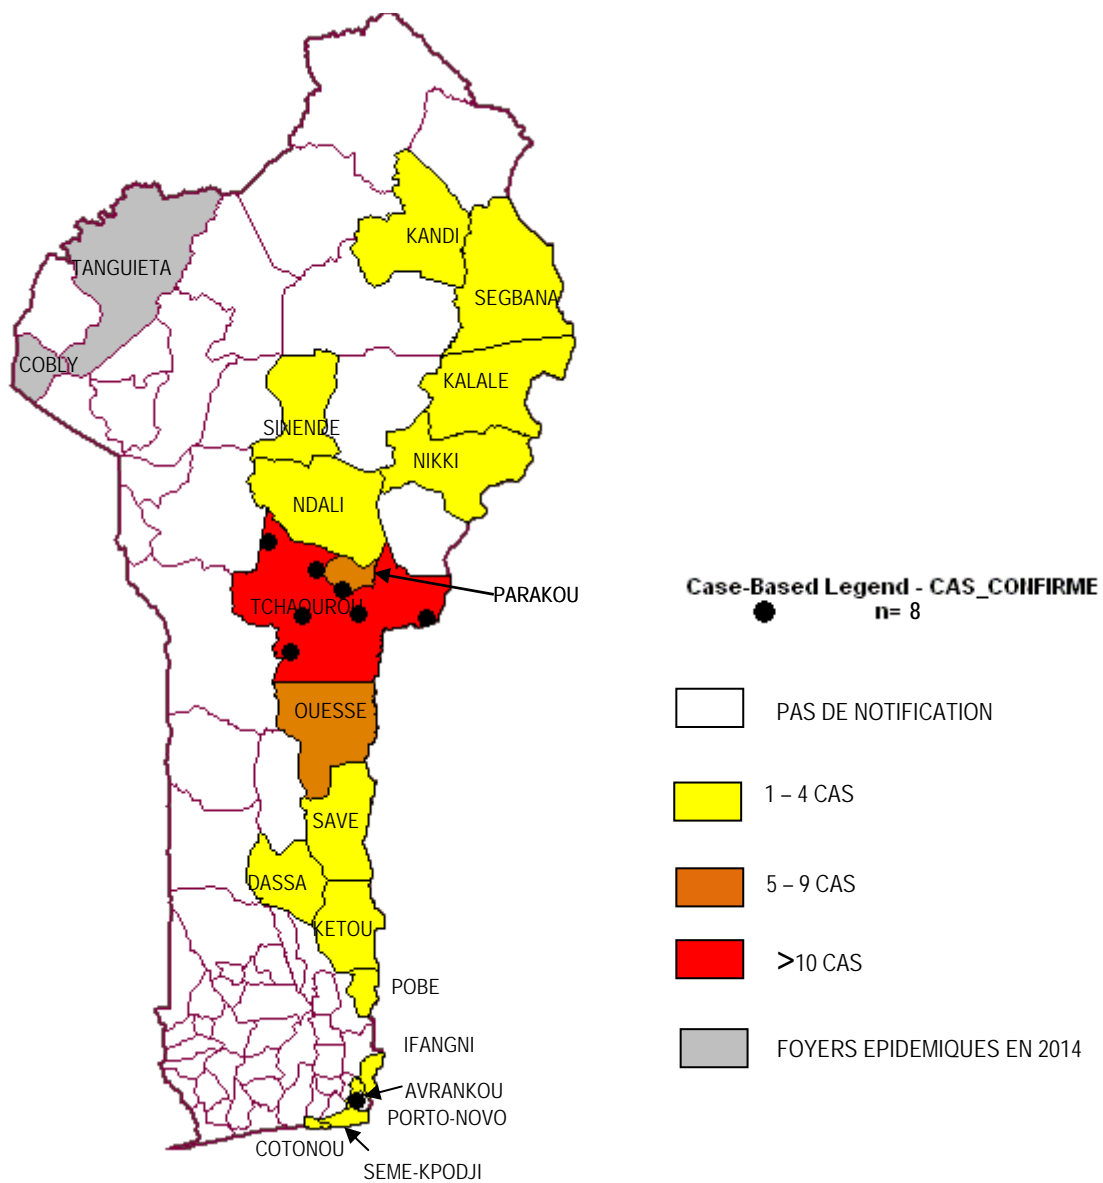 KANDI
TANGUIETA
SEGBANA
COBLY
KALALE
SINENDE
NIKKI
NDALI
PARAKOU
TCHAOUROU
OUESSE
SAVE
DASSA
KETOU
POBE
IFANGNI
AVRANKOU
PORTO-NOVO
COTONOU
SEME-KPODJI
Case-Based Legend - CAS_CONFIRME
n= 8
PAS DE NOTIFICATION
1 – 4 CAS
5 – 9 CAS
>10 CAS
FOYERS EPIDEMIQUES EN 2014